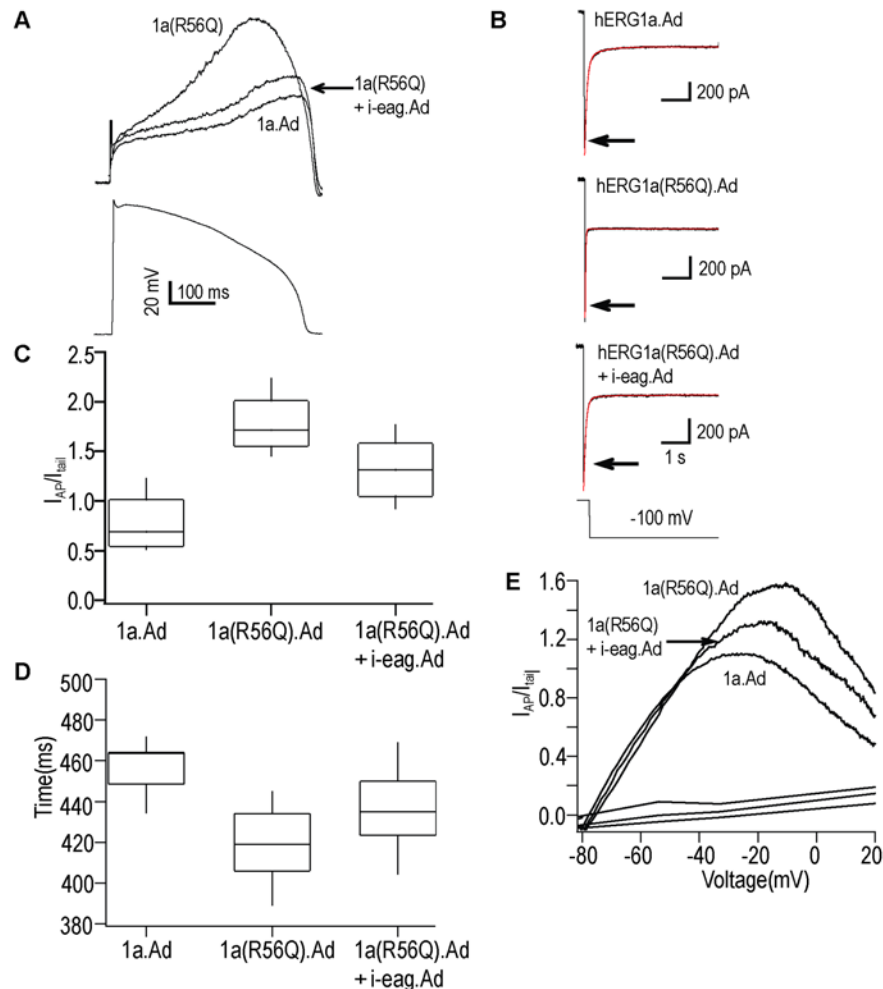 A
1a(R56Q)
1a(R56Q)
+ i-eag.Ad
1a.Ad
20 mV
100 ms
B
hERG1a.Ad
200 pA
hERG1a(R56Q).Ad
200 pA
hERG1a(R56Q).Ad
+ i-eag.Ad
200 pA
1 s
-100 mV
C
2.5
2.0
1.5
1.0
0.5
0.0
IAP/Itail
1a.Ad
1a(R56Q).Ad
1a(R56Q).Ad
+ i-eag.Ad
D
500
480
460
440
420
400
380
Time(ms)
1a.Ad
1a(R56Q).Ad
1a(R56Q).Ad
+ i-eag.Ad
E
1.6
1.2
0.8
0.4
0.0
IAP/Itail
1a(R56Q).Ad
1a(R56Q)
+ i-eag.Ad
1a.Ad
-80 -60 -40 -20 0 20
Voltage(mV)